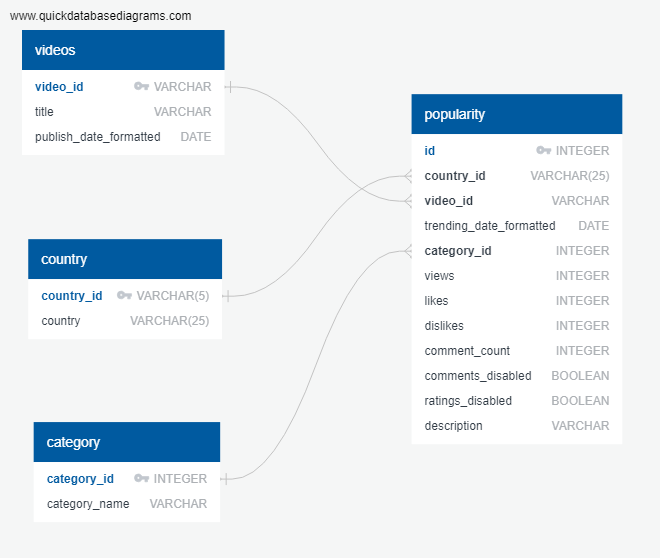 www.quickdatabasediagrams.com
videos
video_id VARCHAR
title VARCHAR
publish_date_formatted DATE
country
country_id VARCHAR(5)
country VARCHAR(25)
category
category_id INTEGER
category_name VARCHAR
popularity
id INTEGER
country_id VARCHAR(25)
video_id VARCHAR
trending_date_formatted DATE
category_id INTEGER
views INTEGER
likes INTEGER
dislikes INTEGER
comment_count INTEGER
comments_disabled BOOLEAN
ratings_disabled BOOLEAN
description VARCHAR